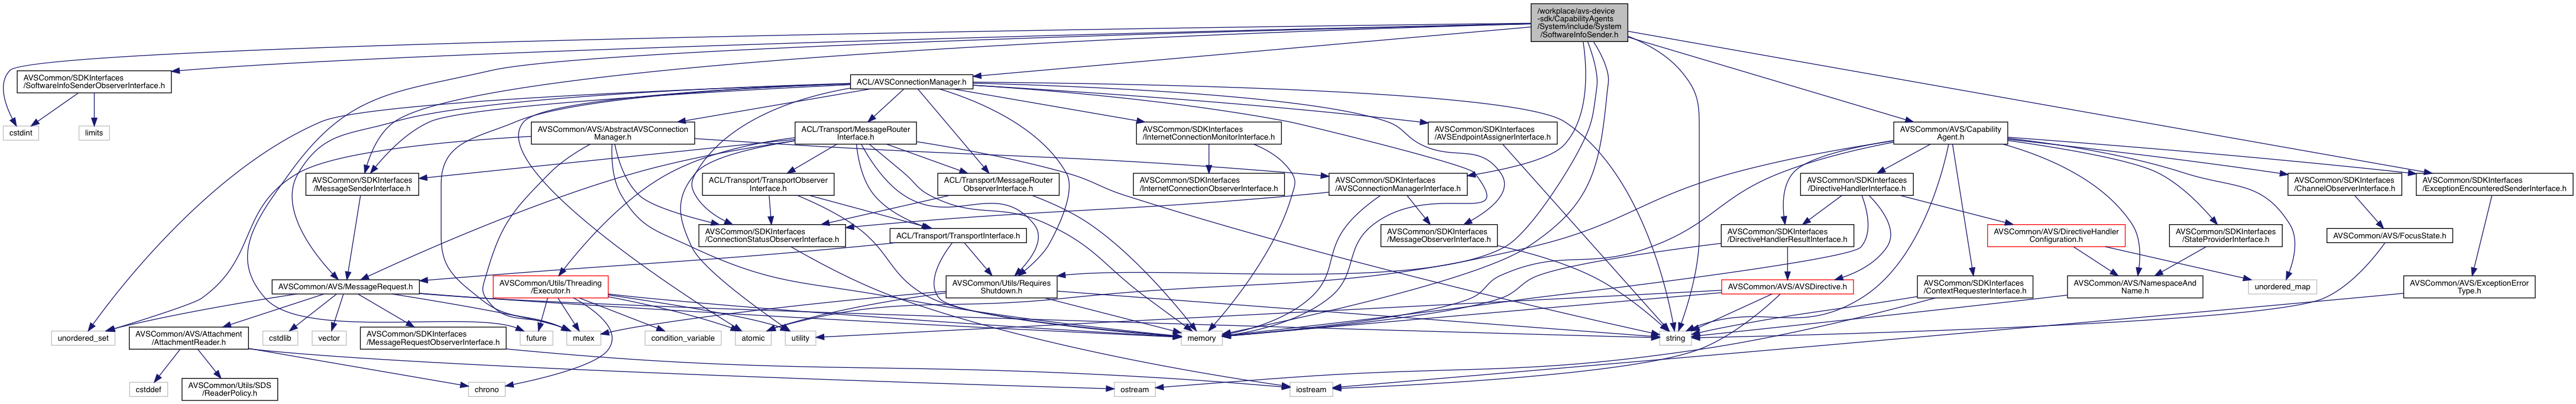 /workplace/avs-device
-sdk/CapabilityAgents
/System/include/System
/SoftwareInfoSender.h
AVSCommon/SDKInterfaces
/SoftwareInfoSenderObserverInterface.h
ACL/AVSConnectionManager.h
cstdint
limits
AVSCommon/AVS/AbstractAVSConnection
Manager.h
ACL/Transport/MessageRouter
Interface.h
AVSCommon/SDKInterfaces
/InternetConnectionMonitorInterface.h
AVSCommon/SDKInterfaces
/AVSEndpointAssignerInterface.h
AVSCommon/AVS/Capability
Agent.h
AVSCommon/SDKInterfaces
/MessageSenderInterface.h
ACL/Transport/TransportObserver
Interface.h
ACL/Transport/MessageRouter
ObserverInterface.h
AVSCommon/SDKInterfaces
/InternetConnectionObserverInterface.h
AVSCommon/SDKInterfaces
/AVSConnectionManagerInterface.h
AVSCommon/SDKInterfaces
/DirectiveHandlerInterface.h
AVSCommon/SDKInterfaces
/ChannelObserverInterface.h
AVSCommon/SDKInterfaces
/ExceptionEncounteredSenderInterface.h
AVSCommon/SDKInterfaces
/ConnectionStatusObserverInterface.h
ACL/Transport/TransportInterface.h
AVSCommon/SDKInterfaces
/MessageObserverInterface.h
AVSCommon/SDKInterfaces
/DirectiveHandlerResultInterface.h
AVSCommon/AVS/DirectiveHandler
Configuration.h
AVSCommon/SDKInterfaces
/StateProviderInterface.h
AVSCommon/AVS/FocusState.h
AVSCommon/AVS/MessageRequest.h
AVSCommon/Utils/Threading
/Executor.h
AVSCommon/Utils/Requires
Shutdown.h
AVSCommon/AVS/AVSDirective.h
AVSCommon/SDKInterfaces
/ContextRequesterInterface.h
AVSCommon/AVS/NamespaceAnd
Name.h
unordered_map
AVSCommon/AVS/ExceptionError
Type.h
unordered_set
AVSCommon/AVS/Attachment
/AttachmentReader.h
cstdlib
vector
AVSCommon/SDKInterfaces
/MessageRequestObserverInterface.h
future
mutex
condition_variable
atomic
utility
memory
string
cstddef
AVSCommon/Utils/SDS
/ReaderPolicy.h
chrono
ostream
iostream